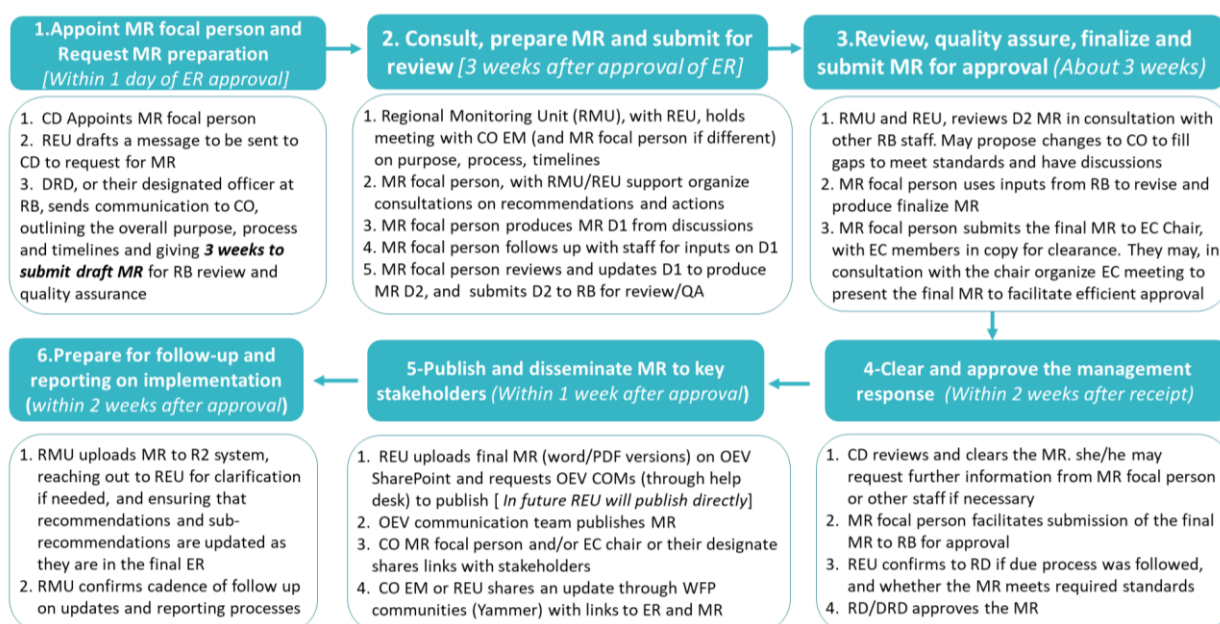 1.Appoint MR focal person and
Request MR preparation
[Within 1 day of ER approval]
1. CD Appoints MR focal person
2. REU drafts a message to be sent to
CD to request for MR
3. DRD, or their designated officer at
RB, sends communication to CO,
outlining the overall purpose, process
and timelines and giving 3 weeks to
submit draft MR for RB review and
quality assurance
2. Consult, prepare MR and submit for
review [3 weeks after approval of ER]
1. Regional Monitoring Unit (RMU), with REU, holds
meeting with CO EM (and MR focal person if different)
on purpose, process, timelines
2. MR focal person, with RMU/REU support organize
consultations on recommendations and actions
3. MR focal person produces MR D1 from discussions
4. MR focal person follows up with staff for inputs on D1
5. MR focal person reviews and updates D1 to produce
MR D2, and submits D2 to RB for review/QA
3.Review, quality assure, finalize and
submit MR for approval (About 3 weeks)
1. RMU and REU, reviews D2 MR in consultation with
other RB staff. May propose changes to CO to fill
gaps to meet standards and have discussions
2. MR focal person uses inputs from RB to revise and
produce finalize MR
3. MR focal person submits the final MR to EC Chair,
with EC members in copy for clearance. They may, in
consultation with the chair organize EC meeting to
present the final MR to facilitate efficient approval
4-Clear and approve the management
response (Within 2 weeks after receipt)
1. CD reviews and clears the MR. she/he may
request further information from MR focal person
or other staff if necessary
2. MR focal person facilitates submission of the final
MR to RB for approval
3. REU confirms to RD if due process was followed,
and whether the MR meets required standards
4. RD/DRD approves the MR
5-Publish and disseminate MR to key
stakeholders (Within 1 week after approval)
1. REU uploads final MR (word/PDF versions) on OEV
SharePoint and requests OEV COMs (through help
desk) to publish [ In future REU will publish directly]
2. OEV communication team publishes MR
3. CO MR focal person and/or EC chair or their designate
shares links with stakeholders
4. CO EM or REU shares an update through WFP
communities (Yammer) with links to ER and MR
6.Prepare for follow-up and
reporting on implementation
(within 2 weeks after approval)
1. RMU uploads MR to R2 system,
reaching out to REU for clarification
if needed, and ensuring that
recommendations and sub-
recommendations are updated as
they are in the final ER
2. RMU confirms cadence of follow up
on updates and reporting processes